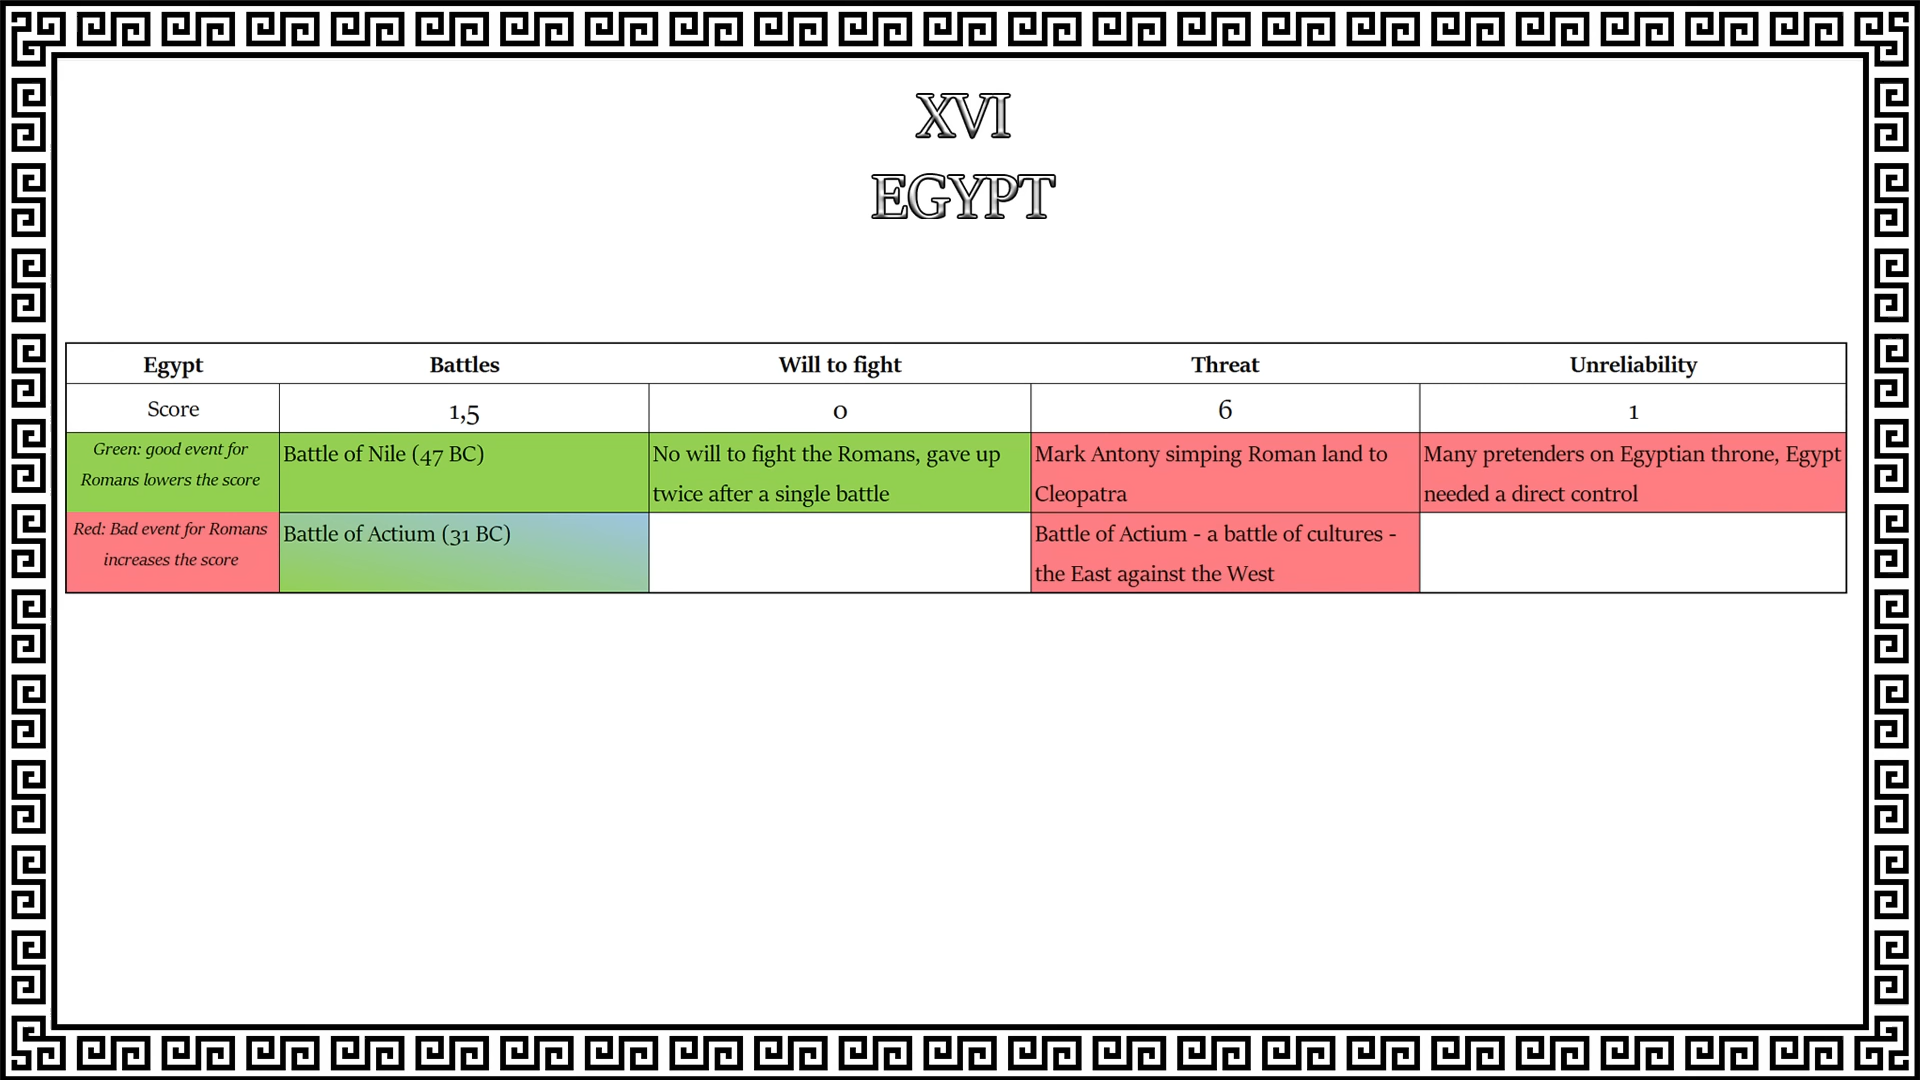 XVI
EGYPT
Egypt Battles Will to fight Threat Unreliability
Score 1,5 0 6 1
Green: good event for
Romans lowers the score
Battle of Nile (47 BC)
No will to fight the Romans, gave up
twice after a single battle
Mark Antony simping Roman land to
Cleopatra
Many pretenders on Egyptian throne, Egypt
needed a direct control
Red: Bad event for Romans
increases the score
Battle of Actium (31 BC)
Battle of Actium - a battle of cultures -
the East against the West